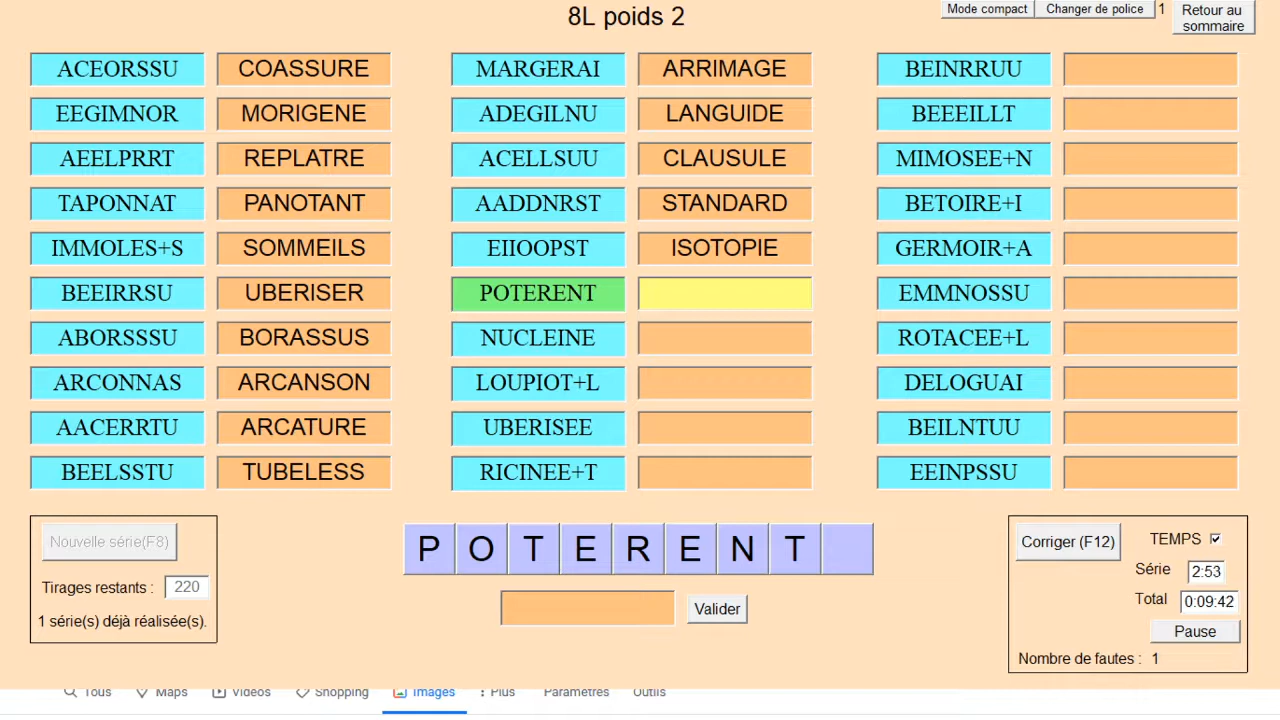 8L poids 2
Mode compact Changer de police 1 Retour au sommaire
ACEORSSU COASSURE MARGERAI ARRIMAGE BEINRRUU
EEGIMNOR MORIGENE ADEGILNU LANGUIDE BEEEILLT
AEELPRRT REPLATRE ACELLSUU CLAUSULE MIMOSEE+N
TAPONNAT PANOTANT AADDNRST STANDARD BETOIRE+I
IMMOLES+S SOMMEILS EIIOOPST ISOTOPIE GERMOIR+A
BEEIRRSU UBERISER POTERENT EMMNOSSU
ABORSSSU BORASSUS NUCLEINE ROTACEE+L
ARCONNAS ARCANSON LOUPIOT+L DELOGUAI
AACERRTU ARCATURE UBERISEE BEILNTUU
BEELSSTU TUBELESS RICINEE+T EEINPSSU
Nouvelle série(F8)
Tirages restants : 220
1 série(s) déjà réalisée(s).
P O T E R E N T
Valider
Corriger (F12) TEMPS
Série 2:53
Total 0:09:42
Pause
Nombre de fautes : 1
Tous Maps Vidéos Shopping Images Plus Paramètres Outils